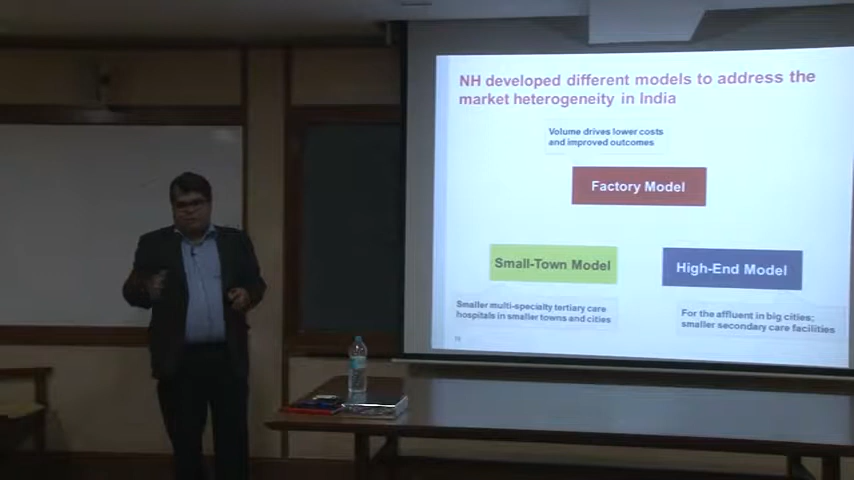 NH developed different models to address the
market heterogeneity in India
Volume drives lower costs
and improved outcomes
Factory Model
Small-Town Model
High-End Model
Smaller multi-specialty tertiary care
hospitals in smaller towns and cities
For the affluent in big cities;
smaller secondary care facilities